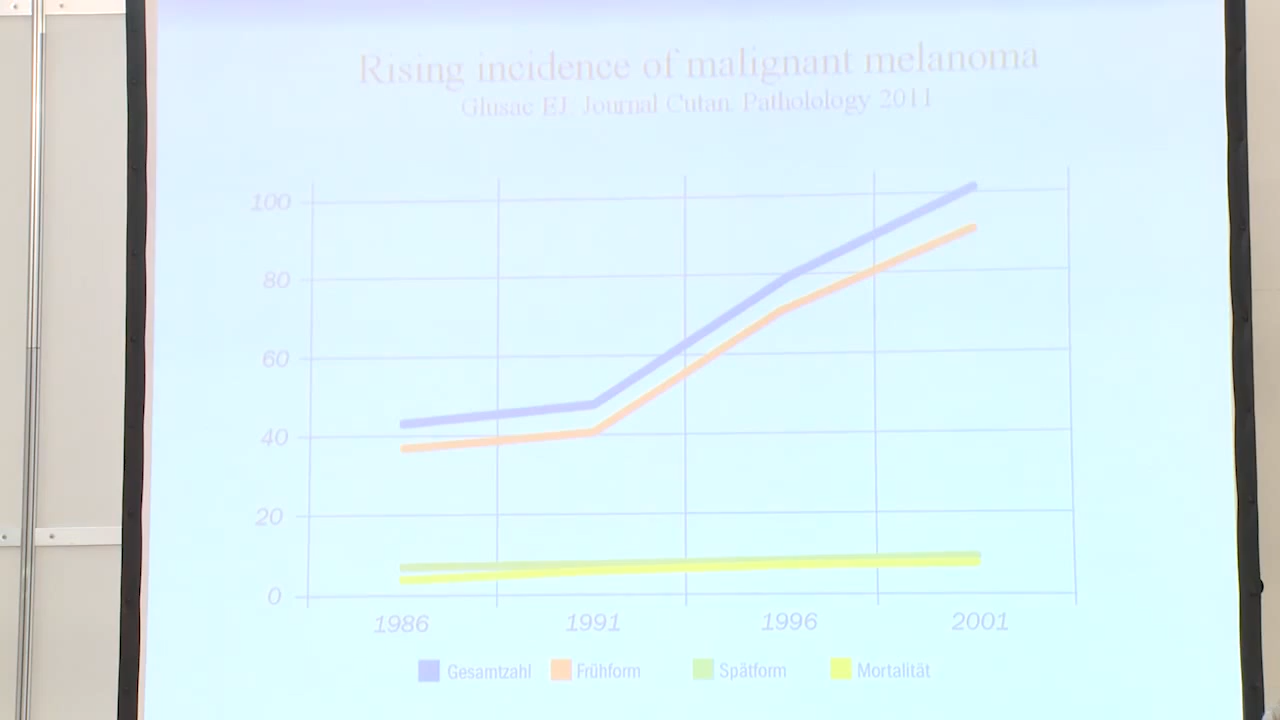 Rising incidence of malignant melanoma
Glusac EJ. Journal Cutan. Patholology 2011
100
80
60
40
20
0
1986 1991 1996 2001
Gesamtzahl Frühform Spätform Mortalität